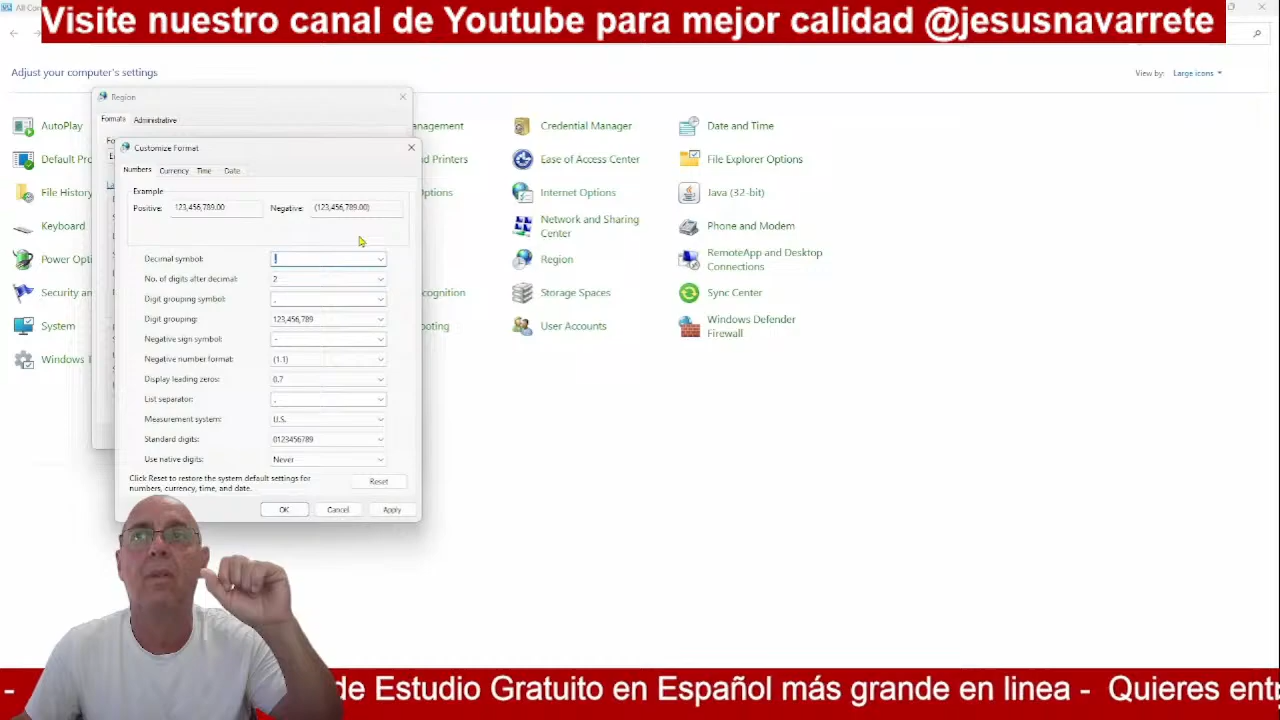 Visite nuestro canal de Youtube para mejor calidad @jesusnavarrete
All Con
Adjust your computer's settings
View by: Large icons
Region
Formats Administrative
AutoPlay
Default Pro
File History
Keyboard
Power Opti
Security an
System
Windows
Customize Format
Numbers Currency Time Date
Example
Positive: 123,456,789.00 Negative: (123,456,789.00)
Decimal symbol: .
No. of digits after decimal: 2
Digit grouping symbol: ,
Digit grouping: 123,456,789
Negative sign symbol: -
Negative number format: (1.1)
Display leading zeros: 0.7
List separator: ,
Measurement system: U.S.
Standard digits: 0123456789
Use native digits: Never
Click Reset to restore the system default settings for
numbers, currency, time, and date.
Reset
OK Cancel Apply
anagement
and Printers
Options
cognition
ooting
Credential Manager
Ease of Access Center
Internet Options
Network and Sharing
Center
Region
Storage Spaces
User Accounts
Date and Time
File Explorer Options
Java (32-bit)
Phone and Modem
RemoteApp and Desktop
Connections
Sync Center
Windows Defender
Firewall
- de Estudio Gratuito en Español más grande en linea - Quieres entr